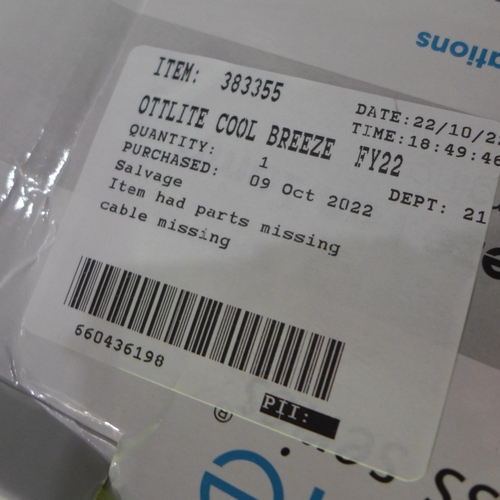 ations
ITEM: 383355
DATE:22/10/2
OTTLITE COOL BREEZE FY22
TIME:18:49:46
QUANTITY: 1
PURCHASED: 09 Oct 2022
DEPT: 21
Salvage
Item had parts missing
cable missing
660436198
PII:
®